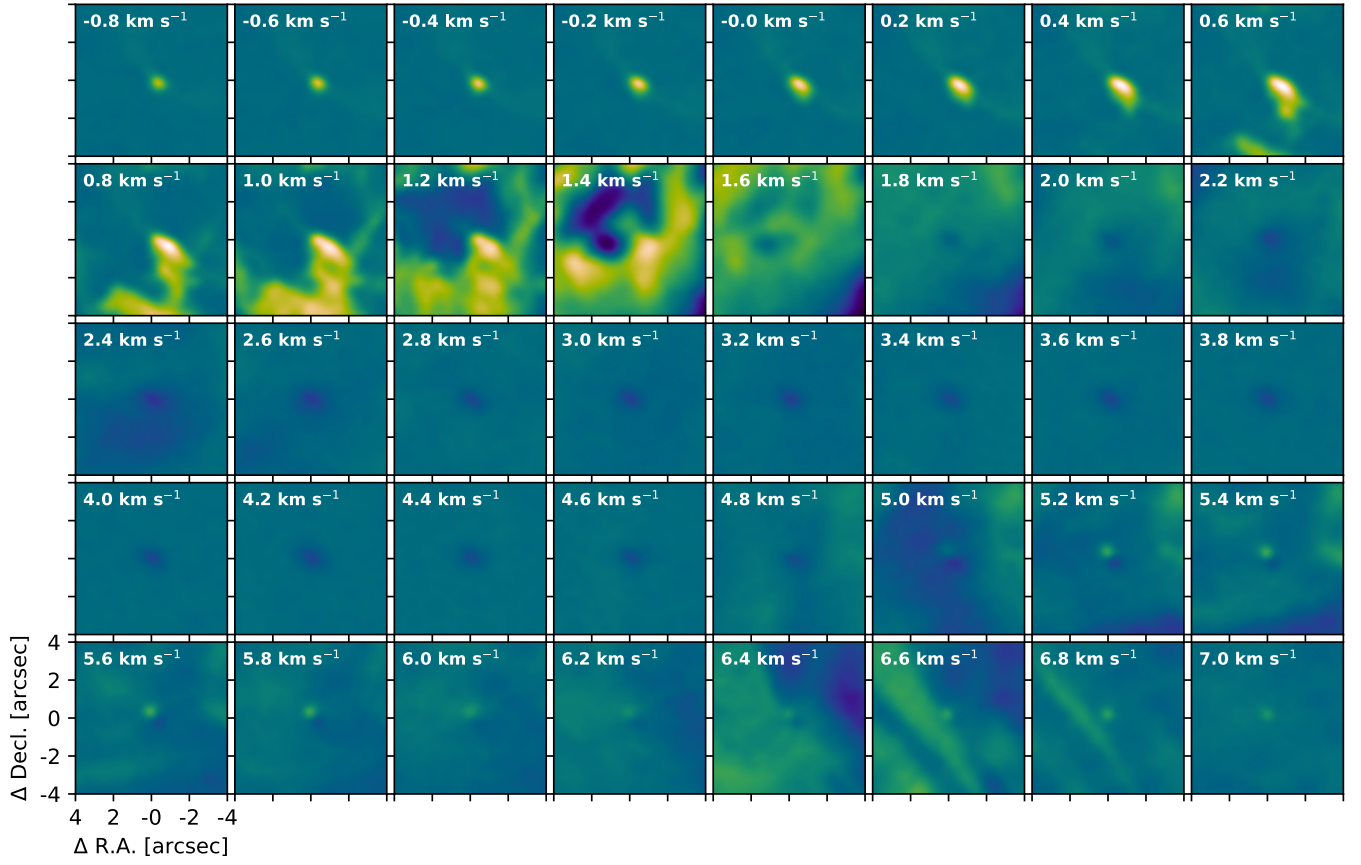 -0.8 km s⁻¹ -0.6 km s⁻¹ -0.4 km s⁻¹ -0.2 km s⁻¹ -0.0 km s⁻¹ 0.2 km s⁻¹ 0.4 km s⁻¹ 0.6 km s⁻¹
0.8 km s⁻¹ 1.0 km s⁻¹ 1.2 km s⁻¹ 1.4 km s⁻¹ 1.6 km s⁻¹ 1.8 km s⁻¹ 2.0 km s⁻¹ 2.2 km s⁻¹
2.4 km s⁻¹ 2.6 km s⁻¹ 2.8 km s⁻¹ 3.0 km s⁻¹ 3.2 km s⁻¹ 3.4 km s⁻¹ 3.6 km s⁻¹ 3.8 km s⁻¹
4.0 km s⁻¹ 4.2 km s⁻¹ 4.4 km s⁻¹ 4.6 km s⁻¹ 4.8 km s⁻¹ 5.0 km s⁻¹ 5.2 km s⁻¹ 5.4 km s⁻¹
5.6 km s⁻¹ 5.8 km s⁻¹ 6.0 km s⁻¹ 6.2 km s⁻¹ 6.4 km s⁻¹ 6.6 km s⁻¹ 6.8 km s⁻¹ 7.0 km s⁻¹
Δ Decl. [arcsec]
4
2
0
-2
-4
4 2 -0 -2 -4
Δ R.A. [arcsec]